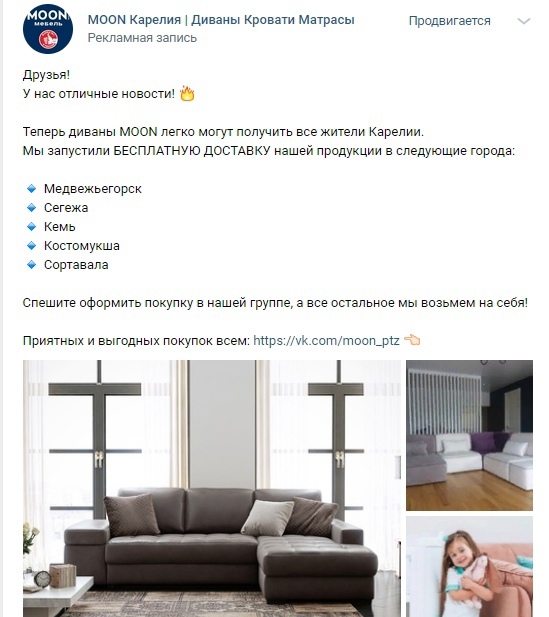 MOON
МЕБЕЛЬ
MOON Карелия | Диваны Кровати Матрасы
Продвигается
Рекламная запись
Друзья!
У нас отличные новости! 🔥
Теперь диваны MOON легко могут получить все жители Карелии.
Мы запустили БЕСПЛАТНУЮ ДОСТАВКУ нашей продукции в следующие города:
🔹 Медвежьегорск
🔹 Сегежа
🔹 Кемь
🔹 Костомукша
🔹 Сортавала
Спешите оформить покупку в нашей группе, а все остальное мы возьмем на себя!
Приятных и выгодных покупок всем: https://vk.com/moon_ptz 👈